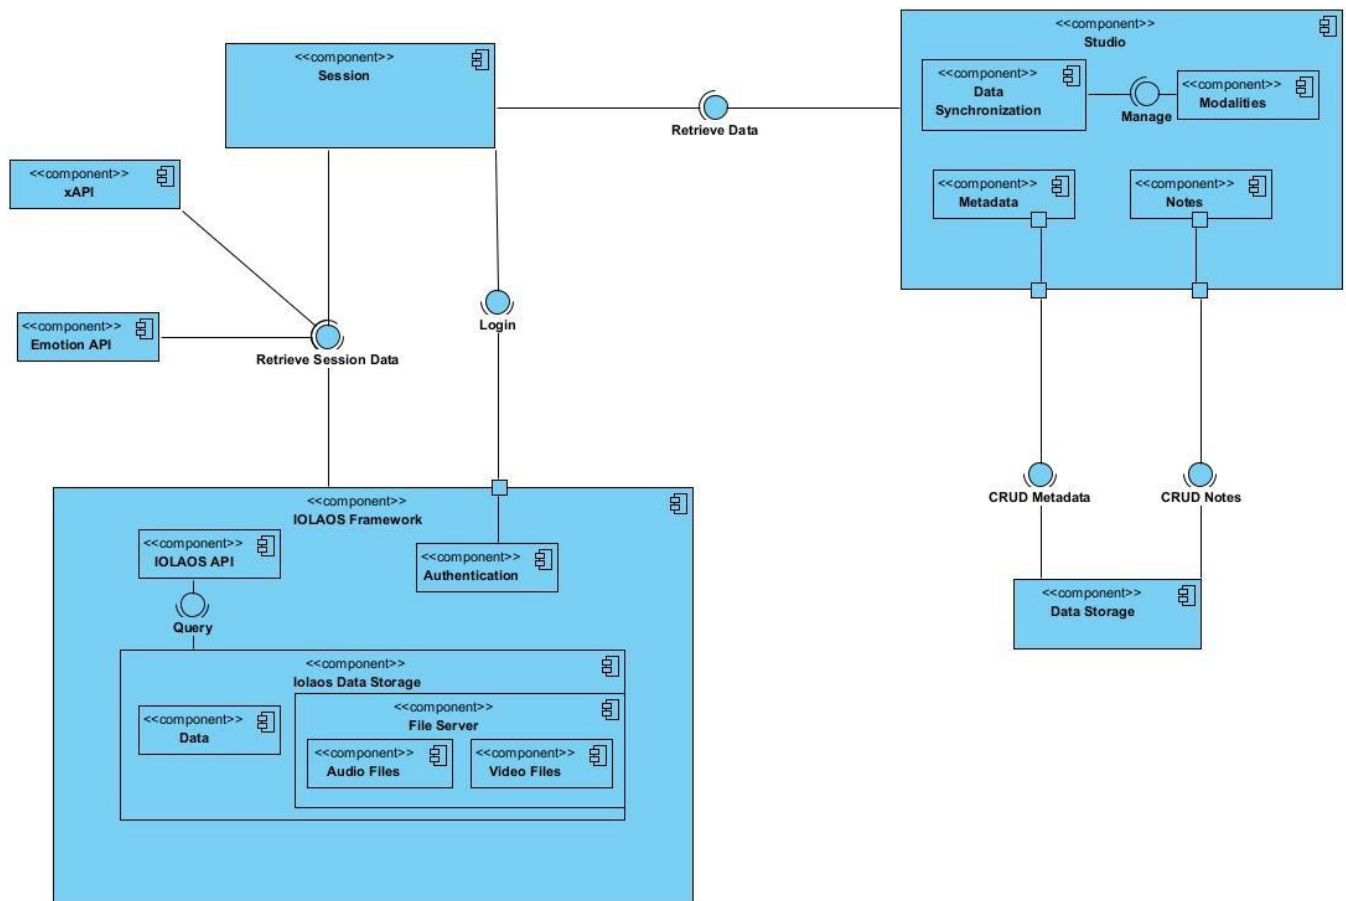 <<component>>
Studio
<<component>>
Session
<<component>>
Data
Synchronization
<<component>>
Modalities
Manage
Retrieve Data
<<component>>
xAPI
<<component>>
Metadata
<<component>>
Notes
<<component>>
Emotion API
Login
Retrieve Session Data
CRUD Metadata
CRUD Notes
<<component>>
IOLAOS Framework
<<component>>
IOLAOS API
<<component>>
Authentication
Query
<<component>>
Data Storage
<<component>>
Iolaos Data Storage
<<component>>
File Server
<<component>>
Data
<<component>>
Audio Files
<<component>>
Video Files